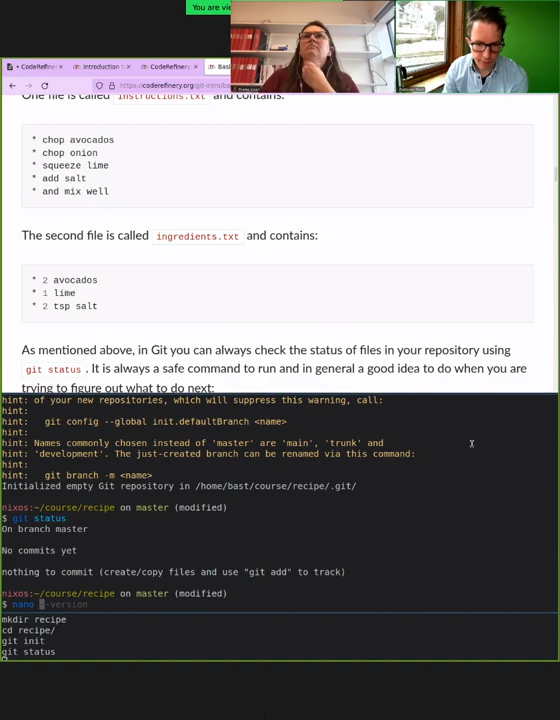 You are vie
CodeRefiner
Introduction t
CodeRefinery
Basi
https://coderefinery.org/git-intro/ba
One file is called instructions.txt and contains:
* chop avocados
* chop onion
* squeeze lime
* add salt
* and mix well
The second file is called ingredients.txt and contains:
* 2 avocados
* 1 lime
* 2 tsp salt
As mentioned above, in Git you can always check the status of files in your repository using
git status . It is always a safe command to run and in general a good idea to do when you are
trying to figure out what to do next:
hint: of your new repositories, which will suppress this warning, call:
hint:
hint:   git config --global init.defaultBranch <name>
hint:
hint: Names commonly chosen instead of 'master' are 'main', 'trunk' and
hint: 'development'. The just-created branch can be renamed via this command:
hint:
hint:   git branch -m <name>
Initialized empty Git repository in /home/bast/course/recipe/.git/
nixos:~/course/recipe on master (modified)
$ git status
On branch master
No commits yet
nothing to commit (create/copy files and use "git add" to track)
nixos:~/course/recipe on master (modified)
$ nano --version
mkdir recipe
cd recipe/
git init
git status